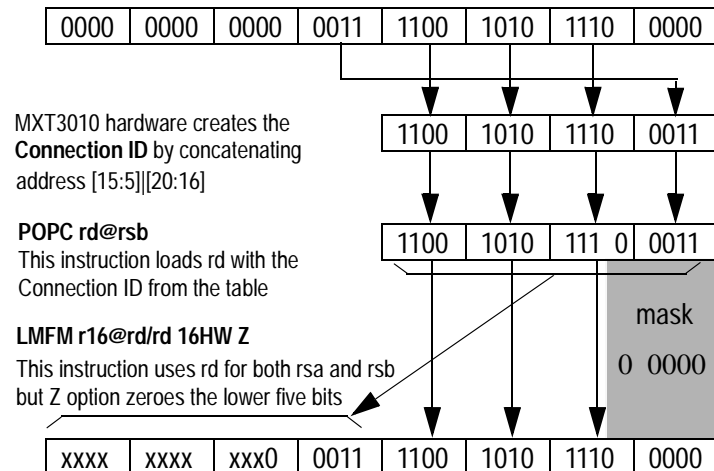 0000 0000 0000 0011 1100 1010 1110 0000
MXT3010 hardware creates the
Connection ID by concatenating
address [15:5]|[20:16]
1100 1010 1110 0011
POPC rd@rsb
This instruction loads rd with the
Connection ID from the table
1100 1010 111 0 0011
LMFM r16@rd/rd 16HW Z
This instruction uses rd for both rsa and rsb
but Z option zeroes the lower five bits
mask
0 0000
xxxx xxxx xxx0 0011 1100 1010 1110 0000